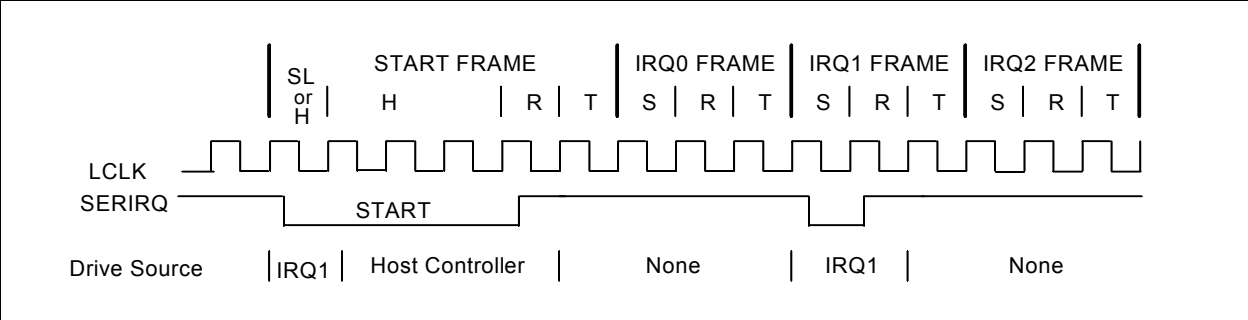 START FRAME IRQ0 FRAME IRQ1 FRAME IRQ2 FRAME
SL
or
H
H R T S R T S R T S R T
LCLK
SERIRQ
START
Drive Source IRQ1 Host Controller None IRQ1 None